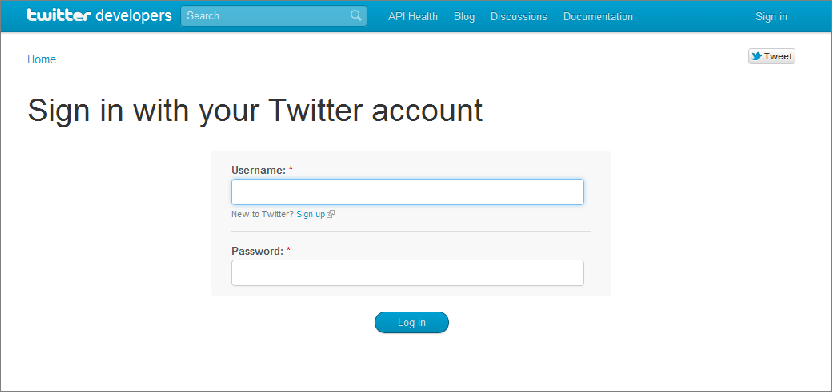 twitter developers Search API Health Blog Discussions Documentation Sign in
Home
Tweet
Sign in with your Twitter account
Username: *
New to Twitter? Sign up
Password: *
Log in